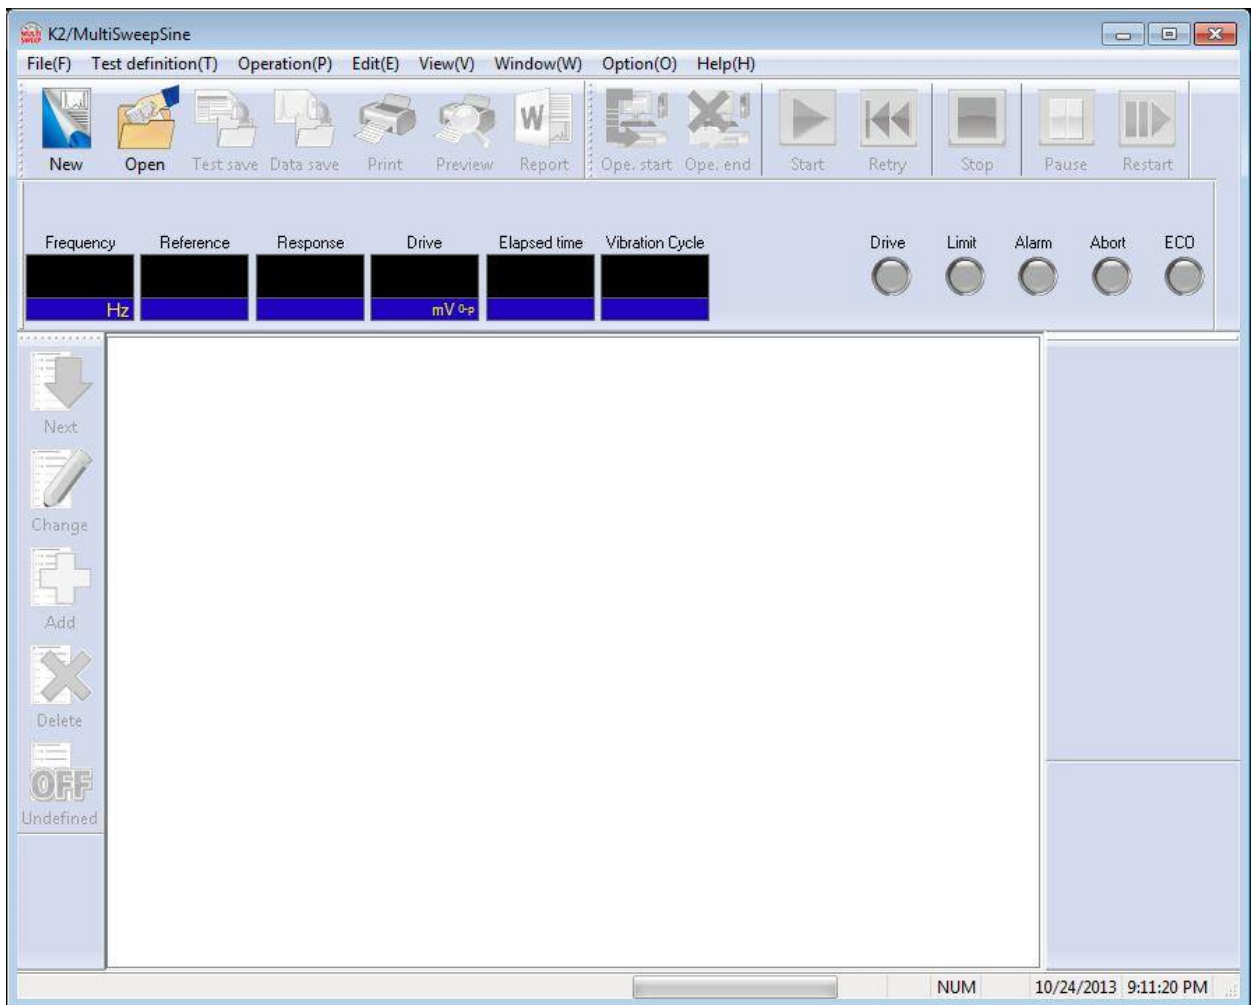 K2/MultiSweepSine
File(F) Test definition(T) Operation(P) Edit(E) View(V) Window(W) Option(O) Help(H)
New Open Test save Data save Print Preview Report Ope. start Ope. end Start Retry Stop Pause Restart
Frequency Reference Response Drive Elapsed time Vibration Cycle Drive Limit Alarm Abort ECO
Hz mV 0-p
Next
Change
Add
Delete
OFF
Undefined
NUM 10/24/2013 9:11:20 PM